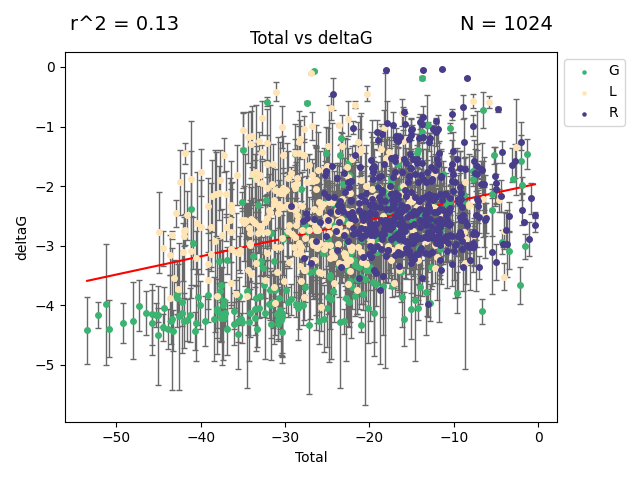 r^2 = 0.13
N = 1024
Total vs deltaG
G
L
R
0
−1
−2
−3
−4
−5
deltaG
−50 −40 −30 −20 −10 0
Total